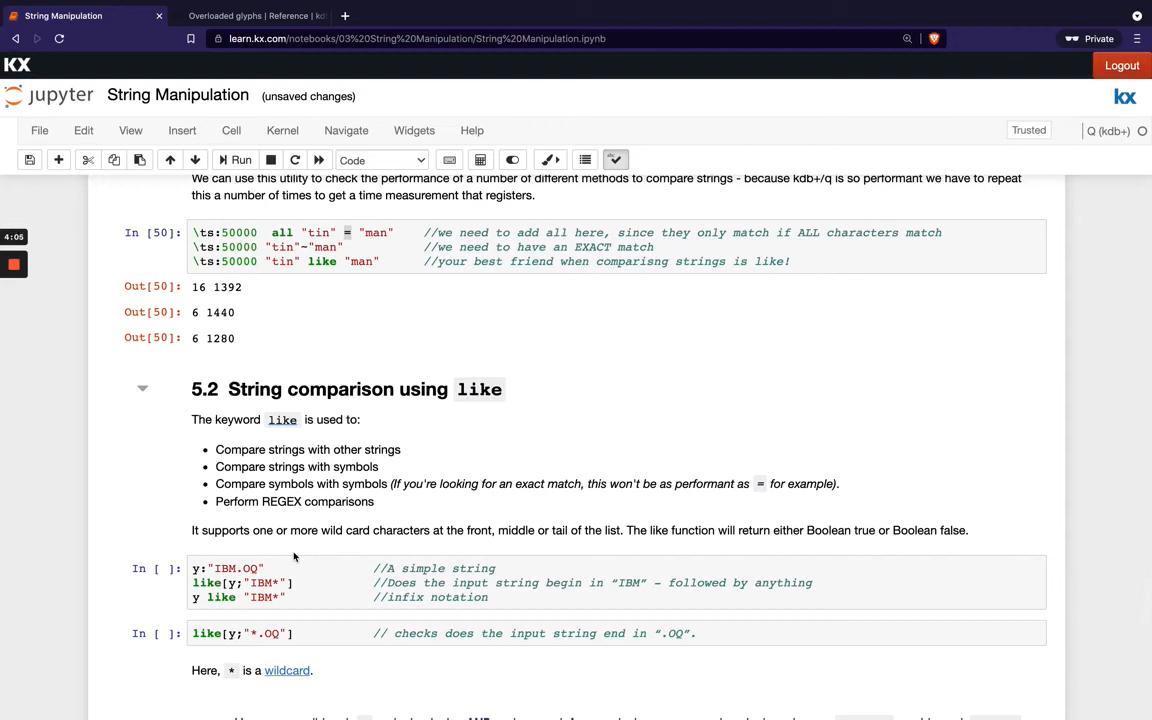 String Manipulation
Overloaded glyphs | Reference | kd
learn.kx.com/notebooks/03%20String%20Manipulation/String%20Manipulation.ipynb
Private
KX
Logout
jupyter String Manipulation (unsaved changes)
kx
File Edit View Insert Cell Kernel Navigate Widgets Help
Trusted
Q (kdb+)
Run
Code
We can use this utility to check the performance of a number of different methods to compare strings - because kdb+/q is so performant we have to repeat
this a number of times to get a time measurement that registers.
4:05
In [50]: \ts:50000 all "tin" = "man" //we need to add all here, since they only match if ALL characters match
\ts:50000 "tin"~"man" //we need to have an EXACT match
\ts:50000 "tin" like "man" //your best friend when comparisng strings is like!
Out[50]: 16 1392
Out[50]: 6 1440
Out[50]: 6 1280
5.2 String comparison using like
The keyword like is used to:
• Compare strings with other strings
• Compare strings with symbols
• Compare symbols with symbols (If you're looking for an exact match, this won't be as performant as = for example).
• Perform REGEX comparisons
It supports one or more wild card characters at the front, middle or tail of the list. The like function will return either Boolean true or Boolean false.
In [ ]: y:"IBM.OQ" //A simple string
like[y;"IBM*"] //Does the input string begin in “IBM” - followed by anything
y like "IBM*" //infix notation
In [ ]: like[y;"*.OQ"] // checks does the input string end in “.OQ”.
Here, * is a wildcard.